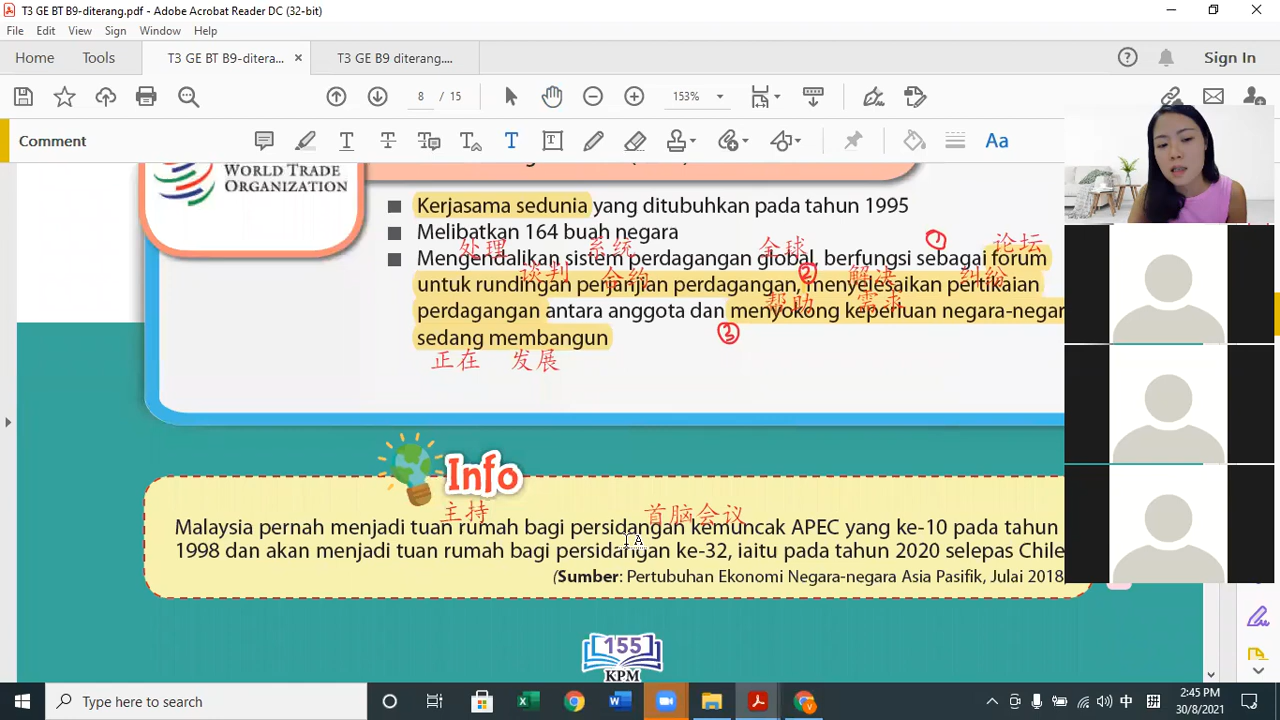 T3 GE BT B9-diterang.pdf - Adobe Acrobat Reader DC (32-bit)
File Edit View Sign Window Help
Home Tools T3 GE BT B9-ditera... × T3 GE B9 diterang.... Sign In
8 / 15 153%
Comment Aa
WORLD TRADE
ORGANIZATION
Kerjasama sedunia yang ditubuhkan pada tahun 1995
Melibatkan 164 buah negara
处理 系统 全球 ① 论坛
Mengendalikan sistem perdagangan global, berfungsi sebagai forum
谈判 合约 ② 解决 纠纷
untuk rundingan perjanjian perdagangan, menyelesaikan pertikaian
帮助 需求
perdagangan antara anggota dan menyokong keperluan negara-negar
sedang membangun ③
正在 发展
Info
主持 首脑会议
Malaysia pernah menjadi tuan rumah bagi persidangan kemuncak APEC yang ke-10 pada tahun
1998 dan akan menjadi tuan rumah bagi persidangan ke-32, iaitu pada tahun 2020 selepas Chile
(Sumber: Pertubuhan Ekonomi Negara-negara Asia Pasifik, Julai 2018
155
KPM
Type here to search
中 拼 2:45 PM
30/8/2021